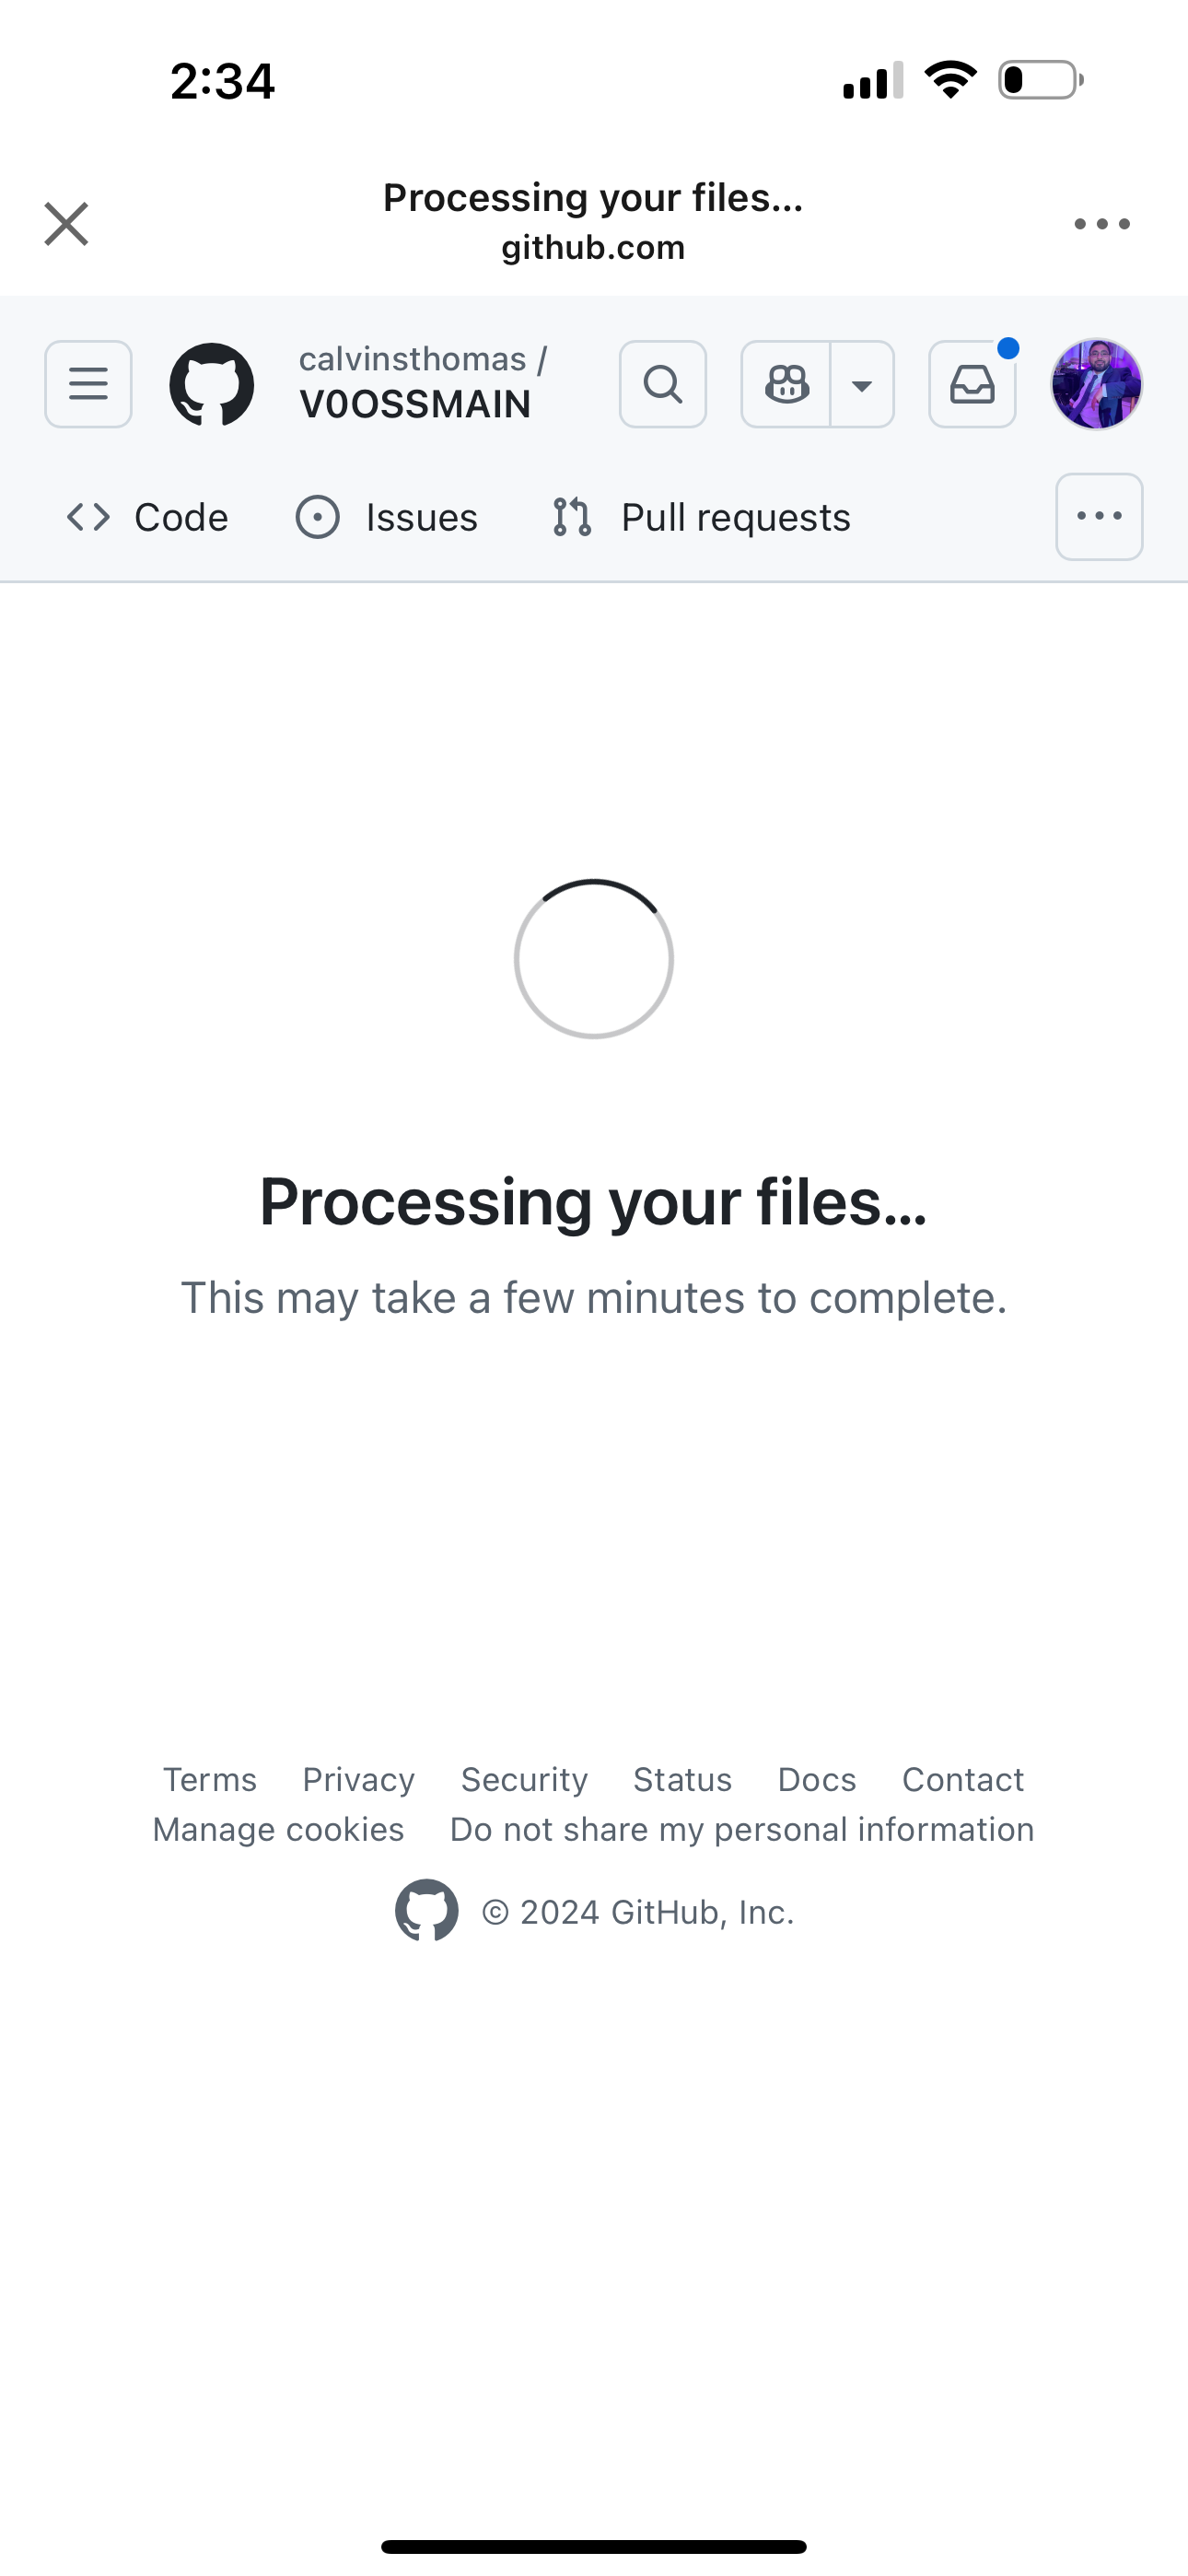 2:34
Processing your files...
github.com
calvinsthomas /
V0OSSMAIN
Code Issues Pull requests
Processing your files…
This may take a few minutes to complete.
Terms Privacy Security Status Docs Contact
Manage cookies Do not share my personal information
© 2024 GitHub, Inc.